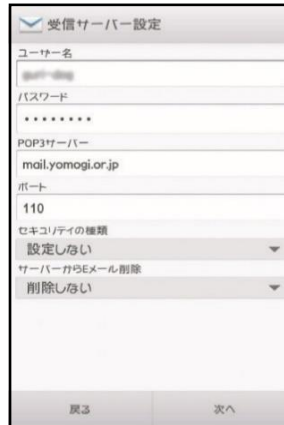 受信サーバー設定
ユーザー名
パスワード
••••••••
POP3サーバー
mail.yomogi.or.jp
ポート
110
セキュリティの種類
設定しない
サーバーからEメール削除
削除しない
戻る
次へ